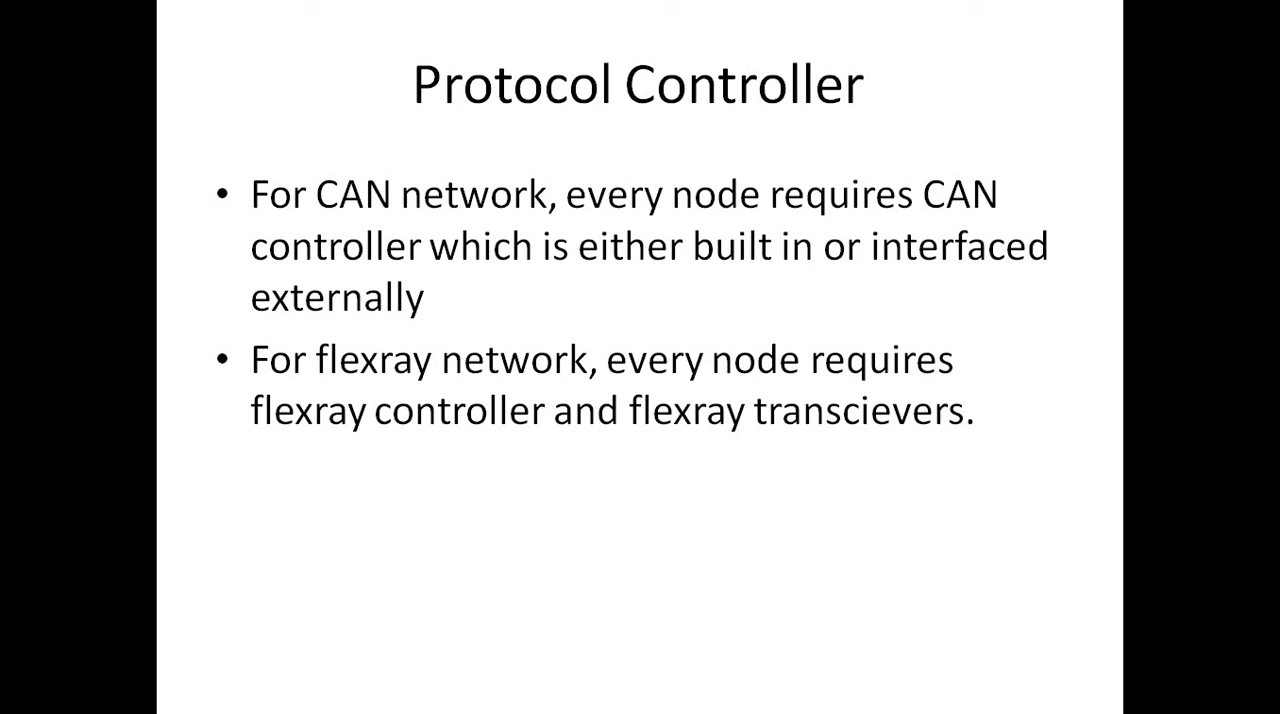 Protocol Controller
• For CAN network, every node requires CAN
controller which is either built in or interfaced
externally
• For flexray network, every node requires
flexray controller and flexray transcievers.